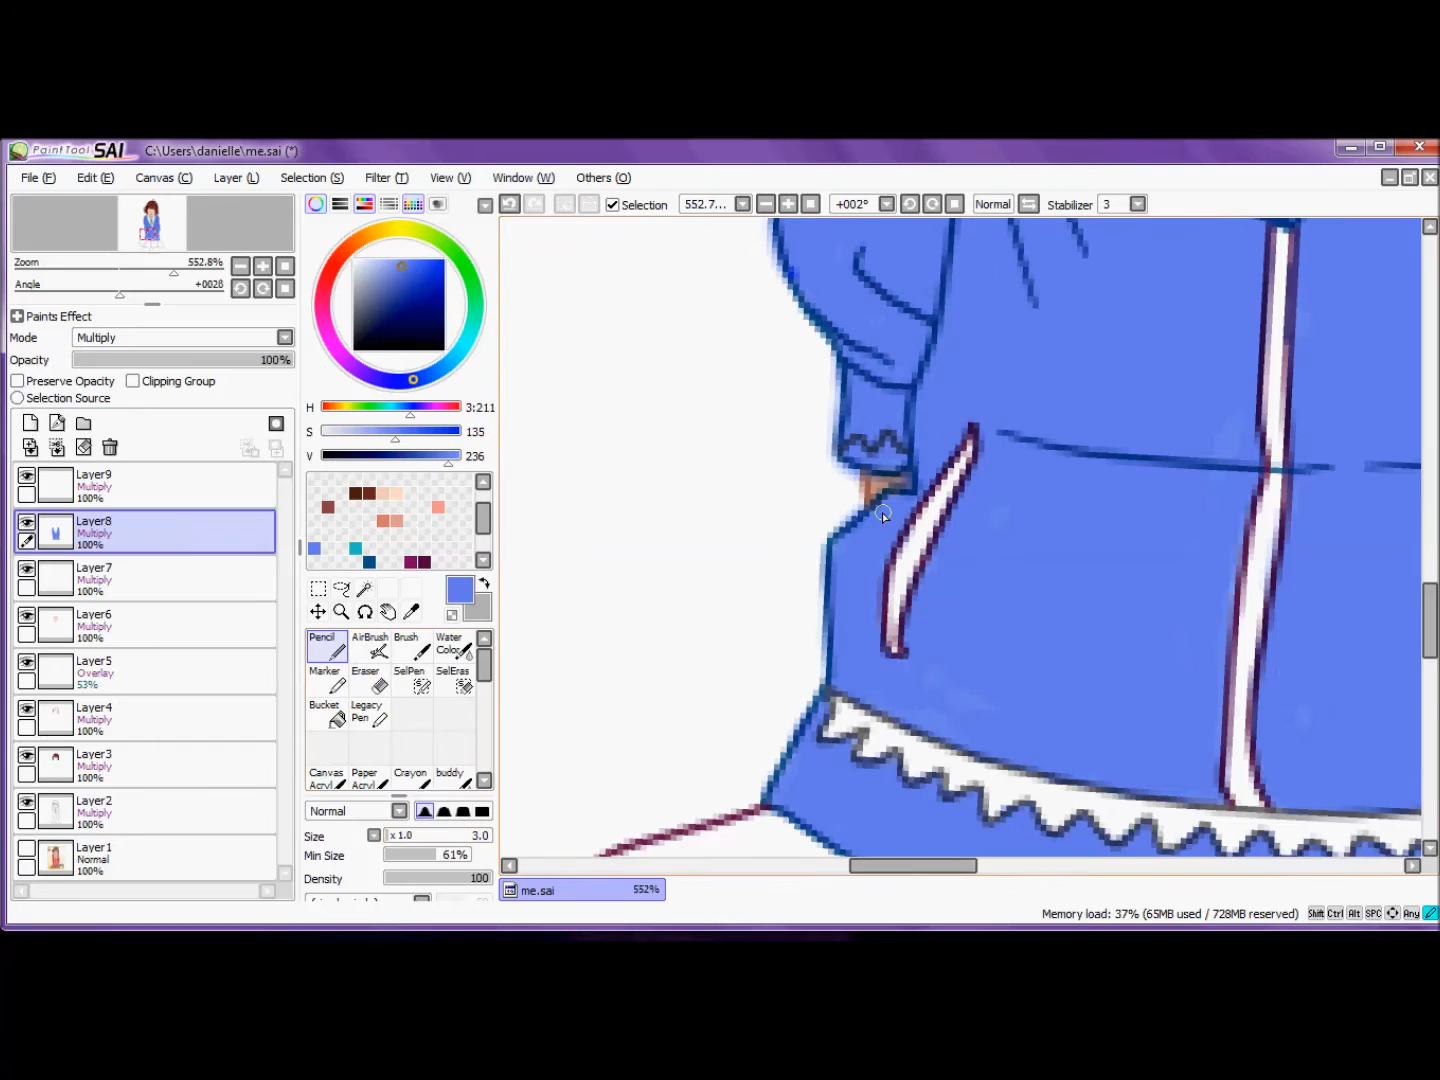 PaintTool SAI C:\Users\danielle\me.sai (*)
File (F) Edit (E) Canvas (C) Layer (L) Selection (S) Filter (T) View (V) Window (W) Others (O)
Selection 552.7... +002° Normal Stabilizer 3
Zoom 552.8%
Angle +002ß
Paints Effect
Mode Multiply
Opacity 100%
Preserve Opacity Clipping Group
Selection Source
Layer9
Multiply
100%
Layer8
Multiply
100%
Layer7
Multiply
100%
Layer6
Multiply
100%
Layer5
Overlay
53%
Layer4
Multiply
100%
Layer3
Multiply
100%
Layer2
Multiply
100%
Layer1
Normal
100%
H 3:211
S 135
V 236
Pencil AirBrush Brush Water Color
Marker Eraser SelPen SelEras
Bucket Legacy Pen
Canvas Acryl Paper Acryl Crayon buddy
Normal
Size x 1.0 3.0
Min Size 61%
Density 100
me.sai 552%
Memory load: 37% (65MB used / 728MB reserved) Shift Ctrl Alt SPC Any